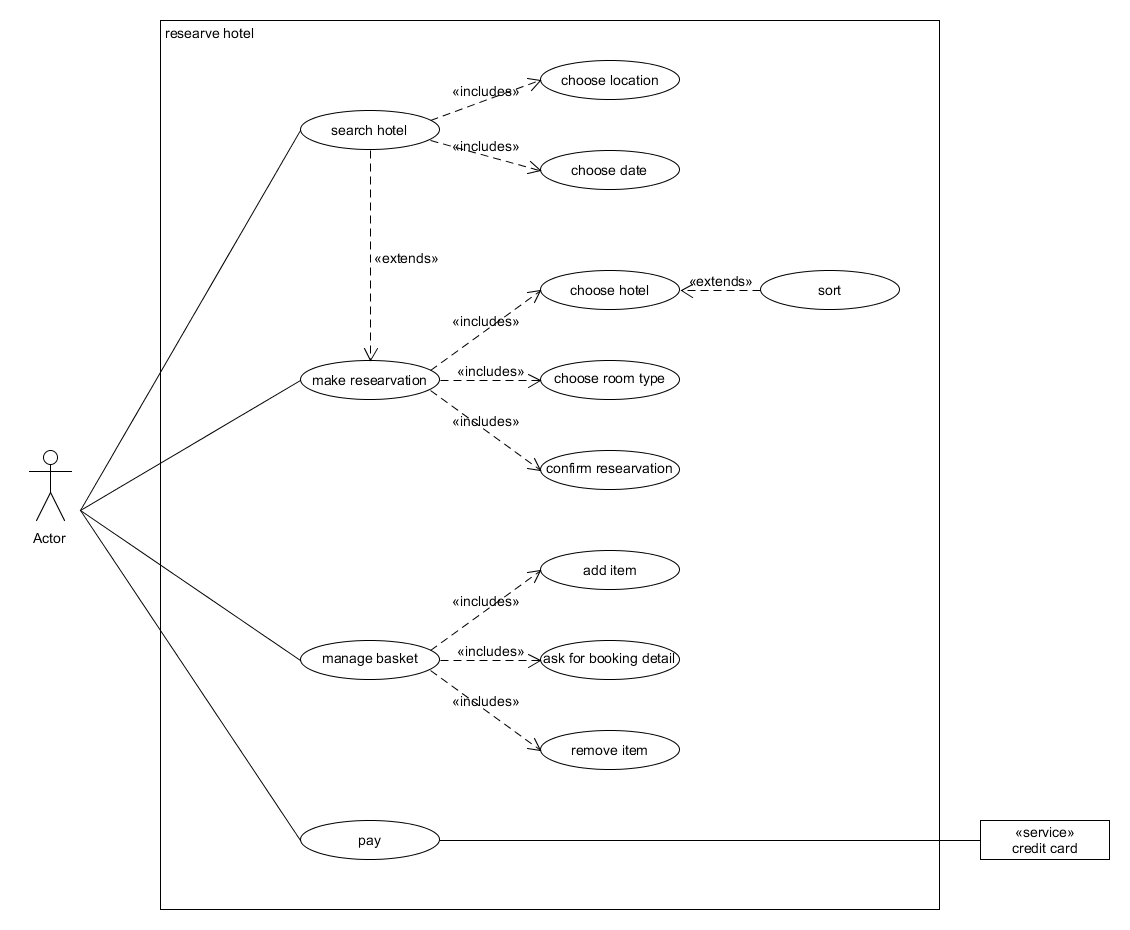 researve hotel
«includes»
choose location
search hotel
«includes»
choose date
«extends»
choose hotel
«extends»
sort
«includes»
make researvation
«includes»
choose room type
«includes»
confirm researvation
Actor
add item
«includes»
manage basket
«includes»
ask for booking detail
«includes»
remove item
pay
«service»
credit card